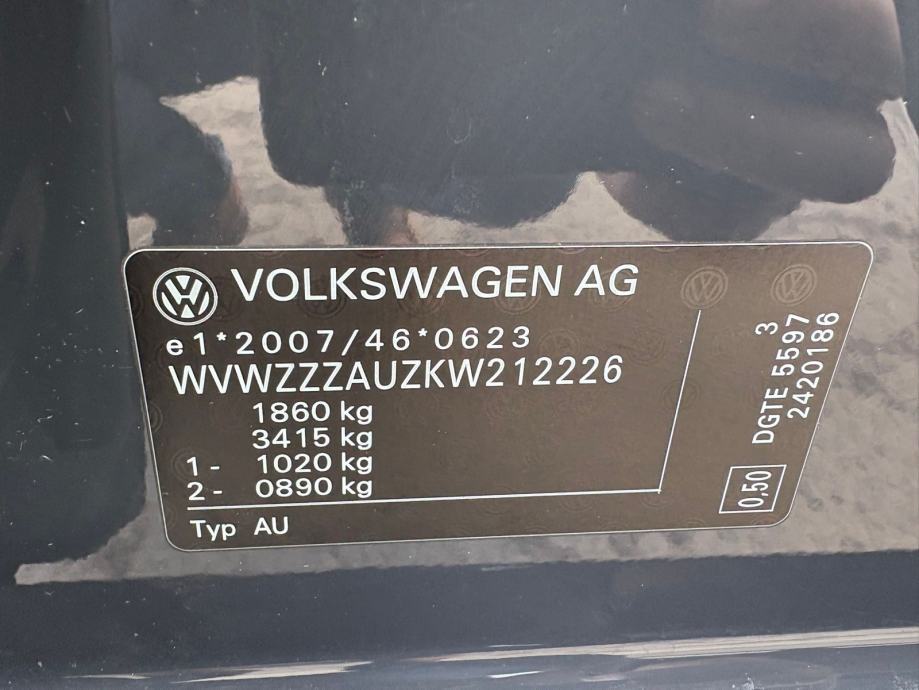 VOLKSWAGEN AG
e1*2007/46*0623
WVWZZZAUZKW212226
1860 kg
3415 kg
1 - 1020 kg
2 - 0890 kg
Typ AU
3
DGTE 5597
2420186
0,50